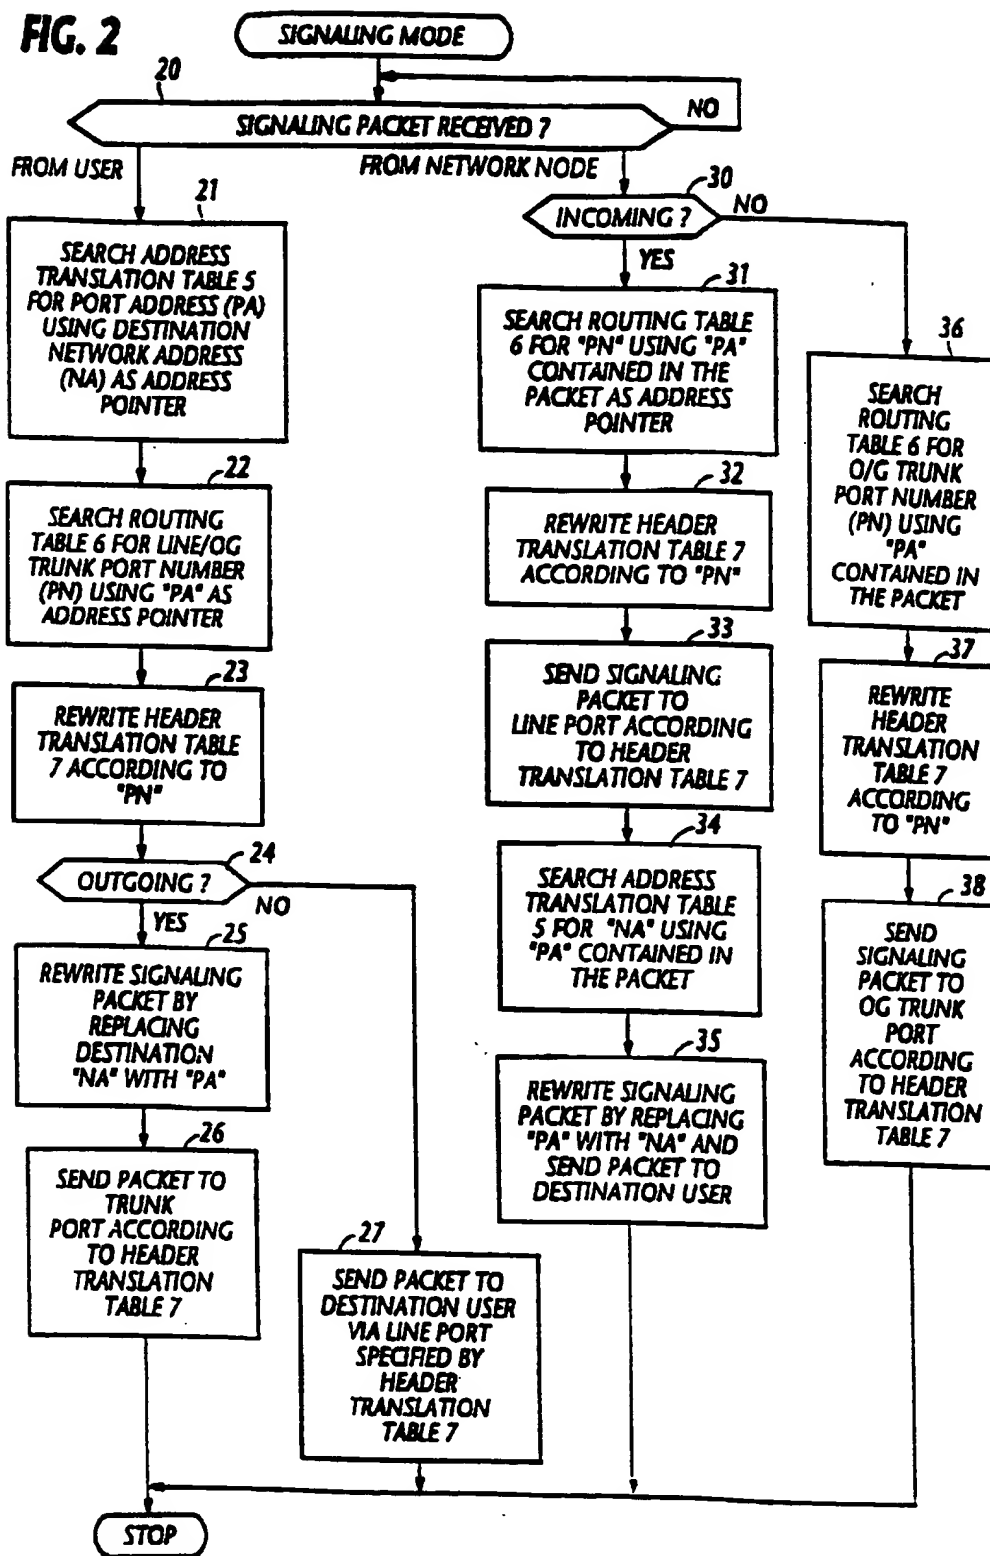 FIG. 2
SIGNALING MODE
20
SIGNALING PACKET RECEIVED ?
NO
FROM USER
FROM NETWORK NODE
21
SEARCH ADDRESS
TRANSLATION TABLE 5
FOR PORT ADDRESS (PA)
USING DESTINATION
NETWORK ADDRESS
(NA) AS ADDRESS
POINTER
22
SEARCH ROUTING
TABLE 6 FOR LINE/OG
TRUNK PORT NUMBER
(PN) USING "PA" AS
ADDRESS POINTER
23
REWRITE HEADER
TRANSLATION TABLE
7 ACCORDING TO
"PN"
24
OUTGOING ?
NO
YES
25
REWRITE SIGNALING
PACKET BY
REPLACING
DESTINATION
"NA" WITH "PA"
26
SEND PACKET TO
TRUNK
PORT ACCORDING
TO HEADER
TRANSLATION
TABLE 7
27
SEND PACKET TO
DESTINATION USER
VIA LINE PORT
SPECIFIED BY
HEADER
TRANSLATION
TABLE 7
30
INCOMING ?
NO
YES
31
SEARCH ROUTING TABLE
6 FOR "PN" USING "PA"
CONTAINED IN THE
PACKET AS ADDRESS
POINTER
32
REWRITE HEADER
TRANSLATION TABLE 7
ACCORDING TO "PN"
33
SEND SIGNALING
PACKET TO
LINE PORT ACCORDING
TO HEADER
TRANSLATION TABLE 7
34
SEARCH ADDRESS
TRANSLATION TABLE
5 FOR "NA" USING
"PA" CONTAINED IN
THE PACKET
35
REWRITE SIGNALING
PACKET BY REPLACING
"PA" WITH "NA" AND
SEND PACKET TO
DESTINATION USER
36
SEARCH
ROUTING
TABLE 6 FOR
O/G TRUNK
PORT NUMBER
(PN) USING
"PA"
CONTAINED IN
THE PACKET
37
REWRITE
HEADER
TRANSLATION
TABLE 7
ACCORDING
TO "PN"
38
SEND
SIGNALING
PACKET TO
OG TRUNK
PORT
ACCORDING
TO HEADER
TRANSLATION
TABLE 7
STOP